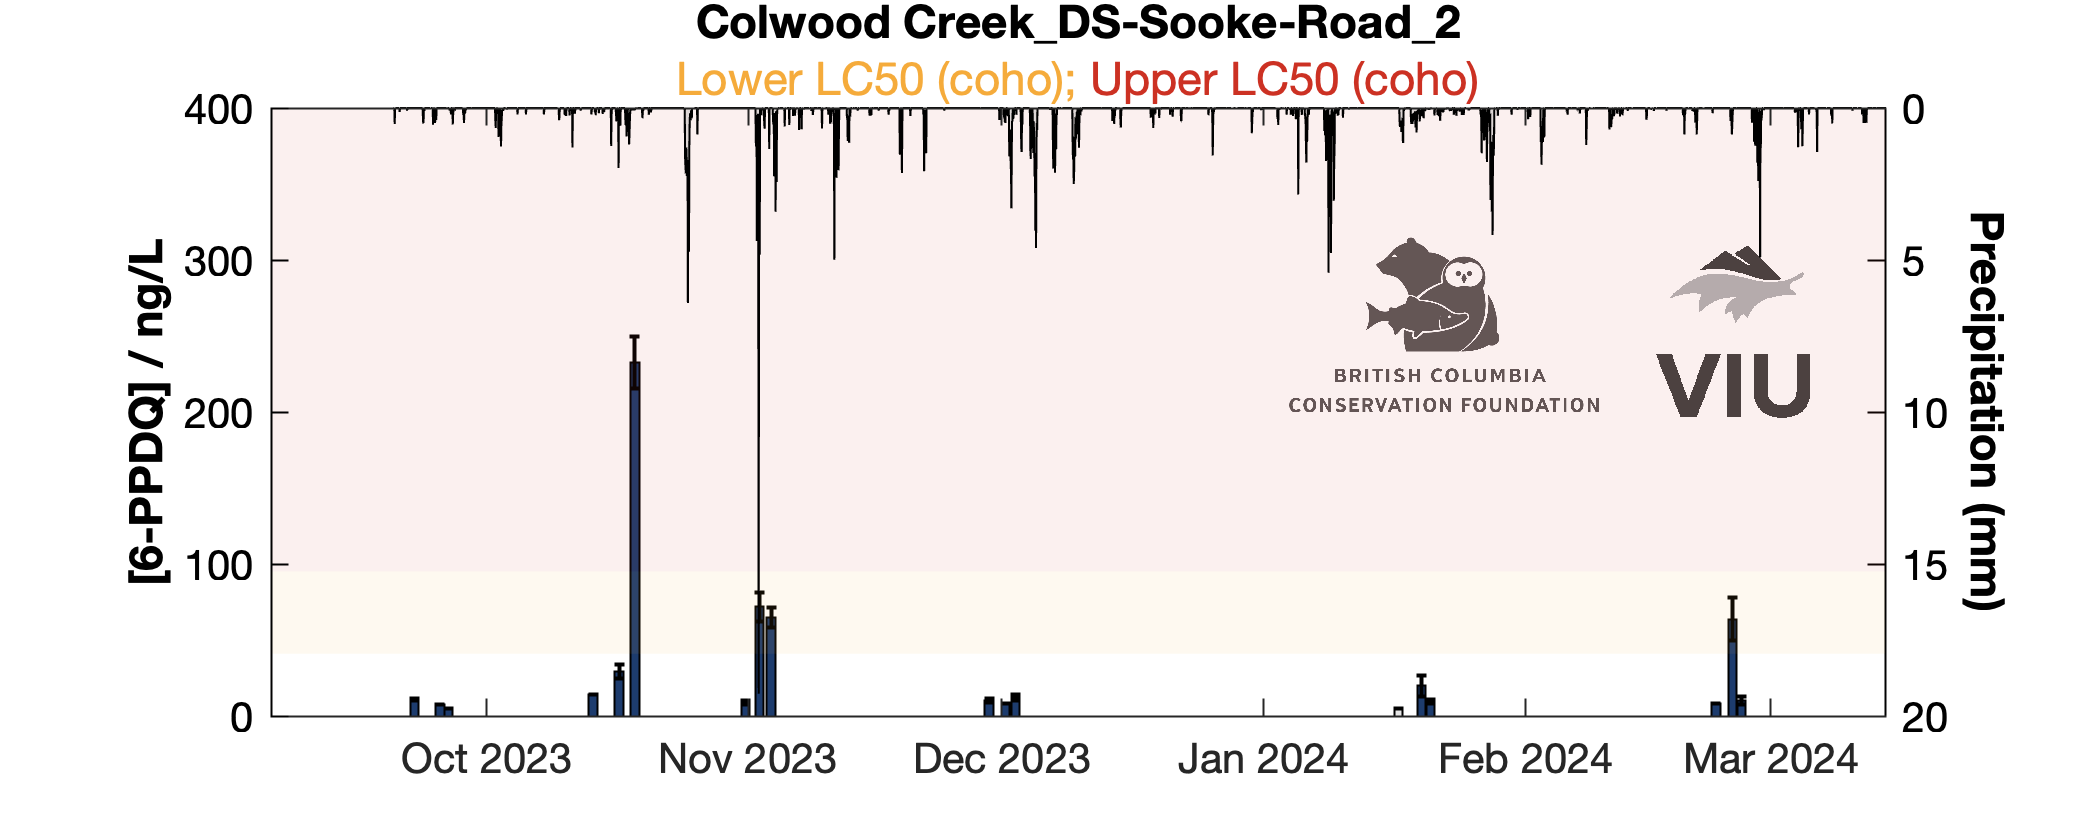 Colwood Creek_DS-Sooke-Road_2
Lower LC50 (coho); Upper LC50 (coho)
400
300
200
100
0
[6-PPDQ] / ng/L
0
5
10
15
20
Precipitation (mm)
BRITISH COLUMBIA
CONSERVATION FOUNDATION
VIU
Oct 2023
Nov 2023
Dec 2023
Jan 2024
Feb 2024
Mar 2024